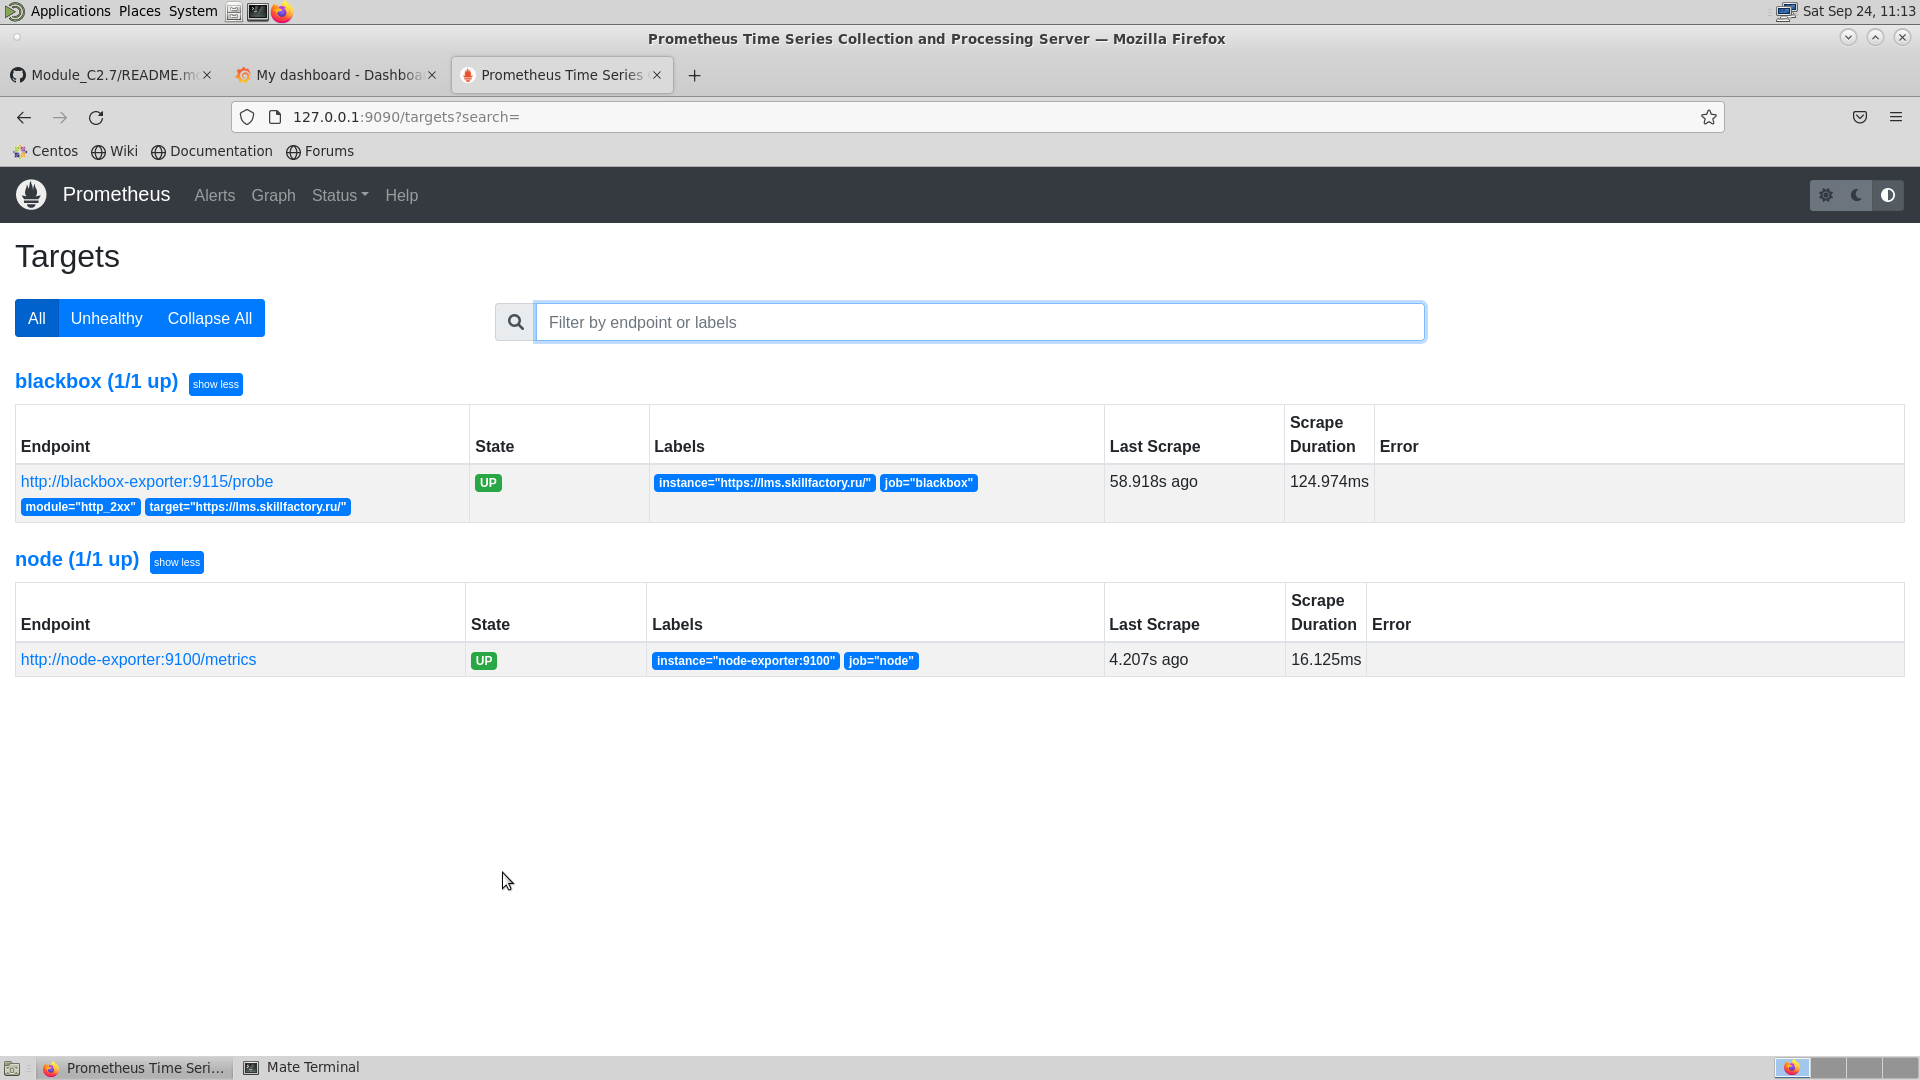 Applications Places System
Sat Sep 24, 11:13
Prometheus Time Series Collection and Processing Server — Mozilla Firefox
Module_C2.7/README.m
My dashboard - Dashboa
Prometheus Time Series
127.0.0.1:9090/targets?search=
Centos Wiki Documentation Forums
Prometheus Alerts Graph Status Help
Targets
All Unhealthy Collapse All
Filter by endpoint or labels
blackbox (1/1 up) show less
Endpoint State Labels Last Scrape Scrape Duration Error
http://blackbox-exporter:9115/probe UP instance="https://lms.skillfactory.ru/" job="blackbox" 58.918s ago 124.974ms
module="http_2xx" target="https://lms.skillfactory.ru/"
node (1/1 up) show less
Endpoint State Labels Last Scrape Scrape Duration Error
http://node-exporter:9100/metrics UP instance="node-exporter:9100" job="node" 4.207s ago 16.125ms
Prometheus Time Seri...
Mate Terminal